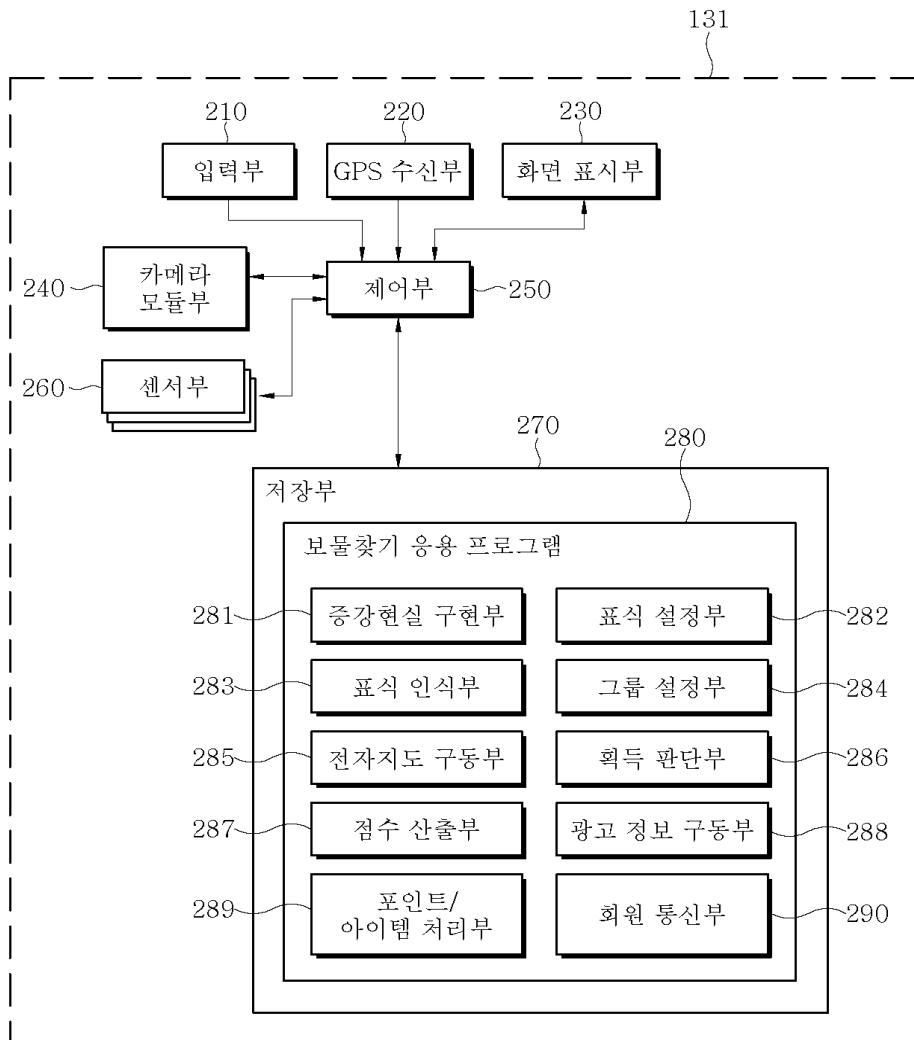 131
210
220
230
입력부
GPS 수신부
화면 표시부
240
카메라
모듈부
제어부
250
260
센서부
270
280
저장부
보물찾기 응용 프로그램
281
증강현실 구현부
표식 설정부
282
283
표식 인식부
그룹 설정부
284
285
전자지도 구동부
획득 판단부
286
287
점수 산출부
광고 정보 구동부
288
289
포인트/
아이템 처리부
회원 통신부
290